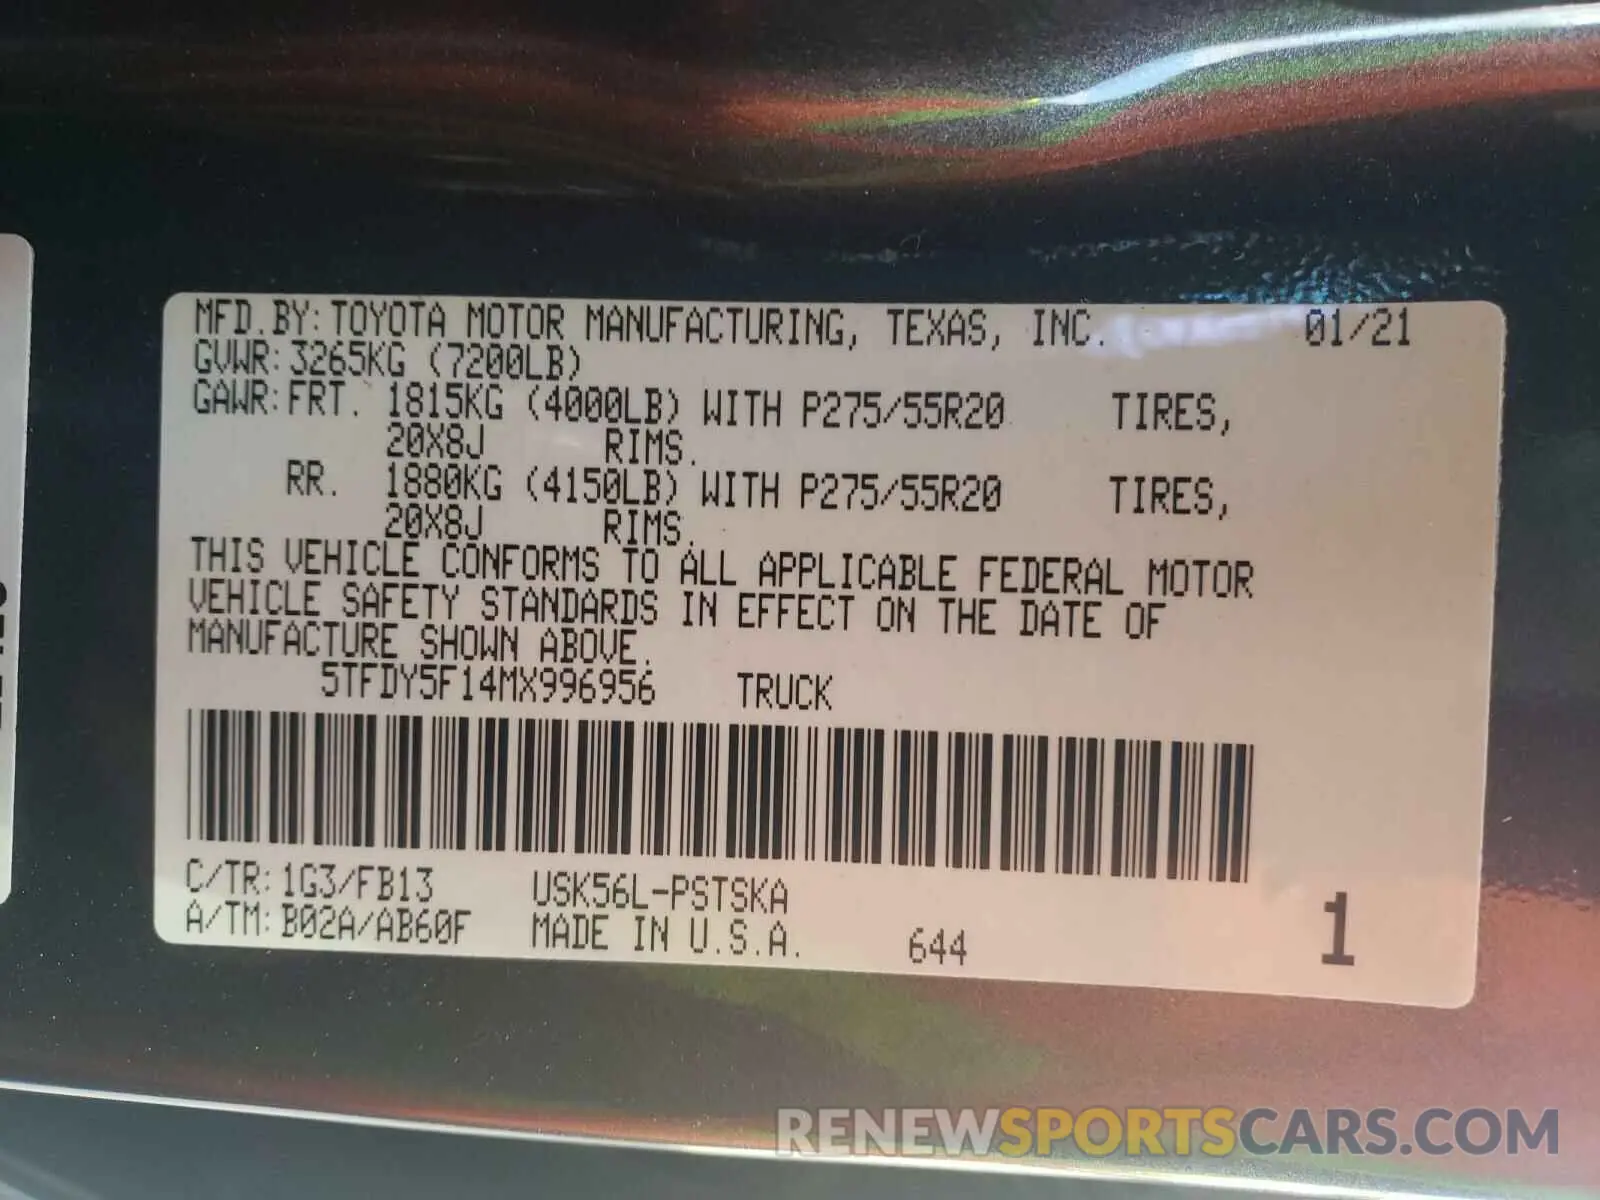 MFD.BY: TOYOTA MOTOR MANUFACTURING, TEXAS, INC. 01/21
GVWR: 3265KG (7200LB)
GAWR: FRT. 1815KG (4000LB) WITH P275/55R20 TIRES,
20X8J RIMS.
RR. 1880KG (4150LB) WITH P275/55R20 TIRES,
20X8J RIMS.
THIS VEHICLE CONFORMS TO ALL APPLICABLE FEDERAL MOTOR
VEHICLE SAFETY STANDARDS IN EFFECT ON THE DATE OF
MANUFACTURE SHOWN ABOVE.
5TFDY5F14MX996956 TRUCK
C/TR: 1G3/FB13 USK56L-PSTSKA
A/TM: B02A/AB60F MADE IN U.S.A. 644 1
RENEWSPORTSCARS.COM